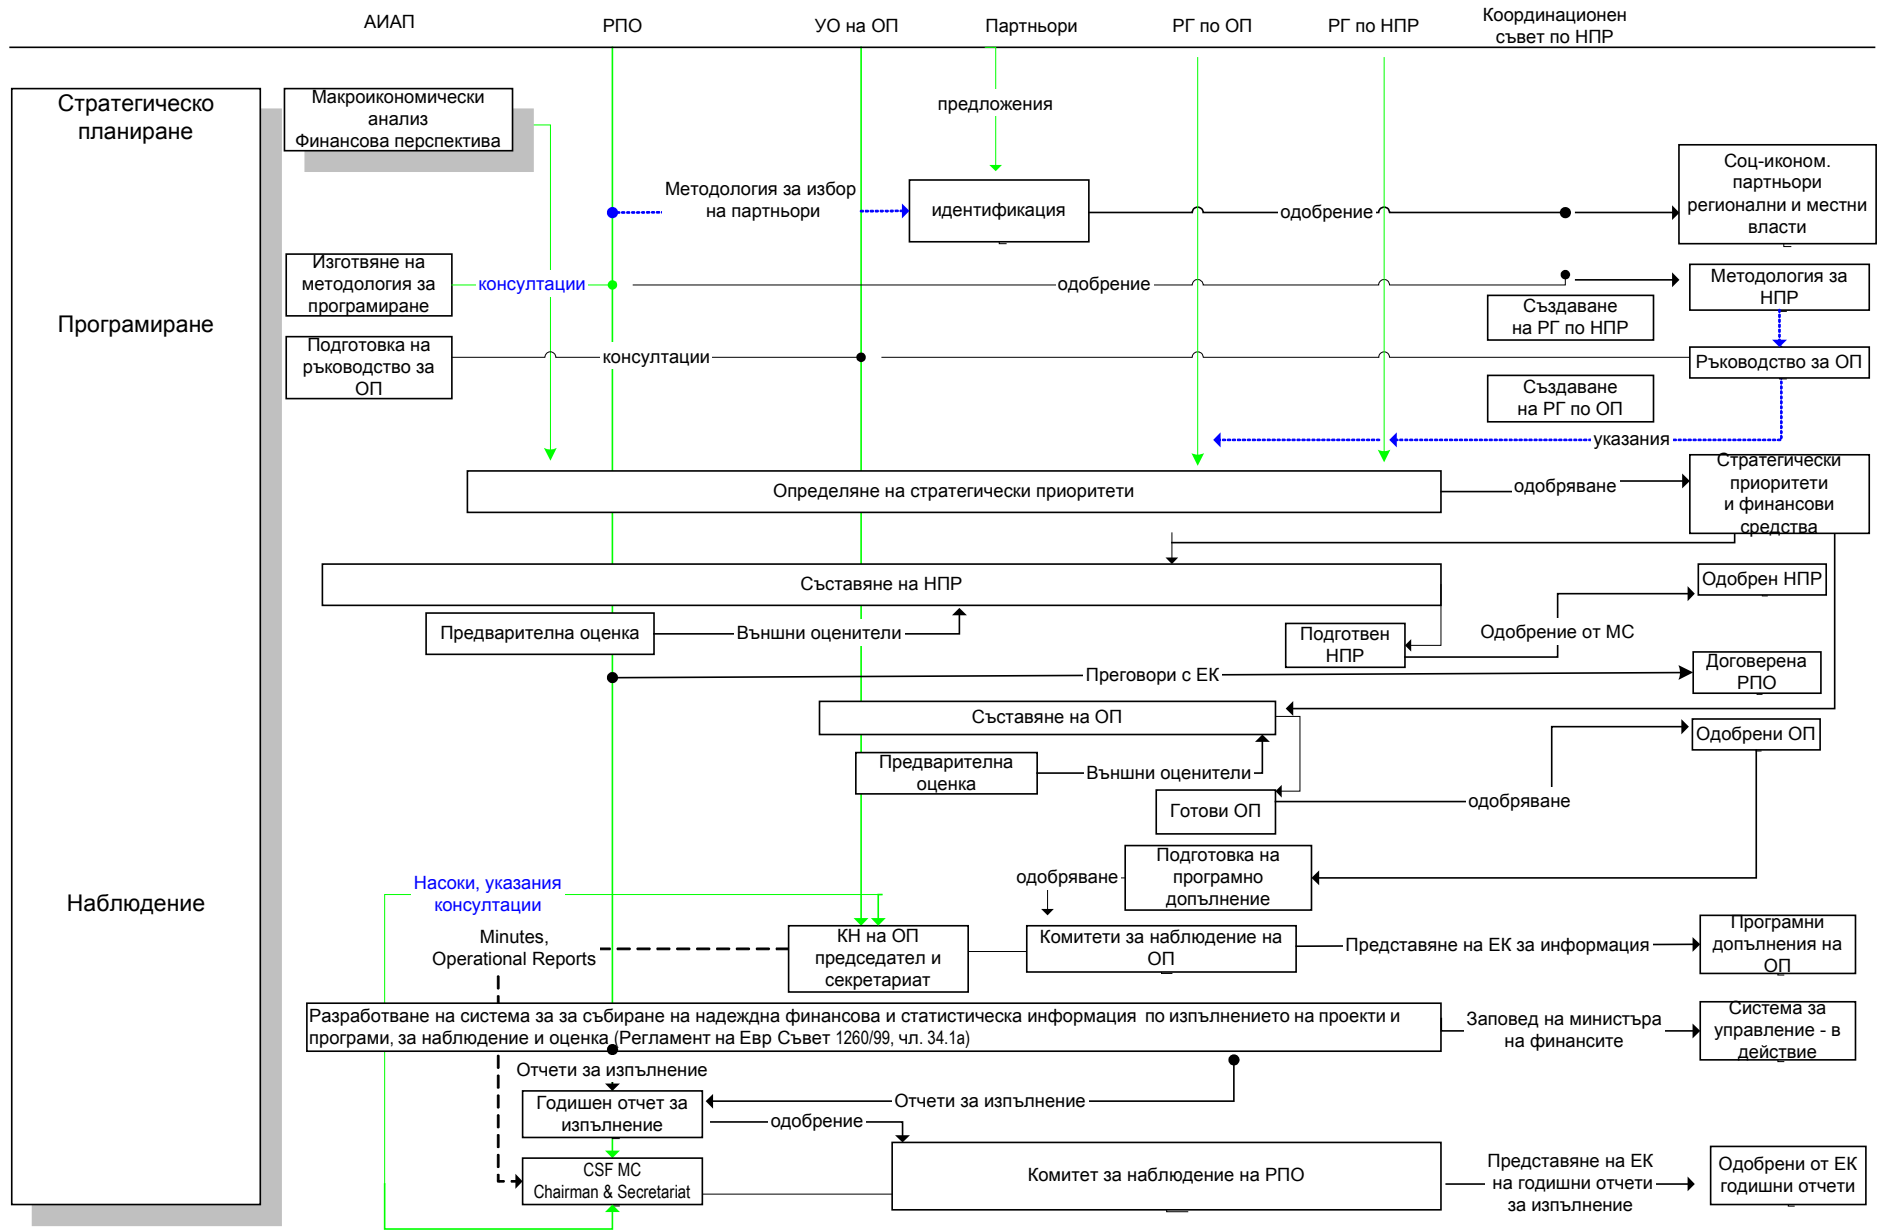 АИАП
РПО
УО на ОП
Партньори
РГ по ОП
РГ по НПР
Координационен
съвет по НПР
Стратегическо
планиране
Макроикономически
анализ
Финансова перспектива
предложения
Соц-иконом.
партньори
регионални и местни
власти
Методология за избор
на партньори
идентификация
одобрение
Програмиране
Изготвяне на
методология за
програмиране
консултации
одобрение
Методология за
НПР
Създаване
на РГ по НПР
Подготовка на
ръководство за
ОП
консултации
Ръководство за ОП
Създаване
на РГ по ОП
указания
Определяне на стратегически приоритети
одобряване
Стратегически
приоритети
и финансови
средства
Съставяне на НПР
Одобрен НПР
Предварителна оценка
Външни оценители
Подготвен
НПР
Одобрение от МС
Преговори с ЕК
Договерена
РПО
Съставяне на ОП
Одобрени ОП
Предварителна
оценка
Външни оценители
Готови ОП
одобряване
Подготовка на
програмно
допълнение
одобряване
Наблюдение
Насоки, указания
консултации
Minutes,
Operational Reports
КН на ОП
председател и
секретариат
Комитети за наблюдение на
ОП
Представяне на ЕК за информация
Програмни
допълнения на
ОП
Разработване на система за за събиране на надеждна финансова и статистическа информация по изпълнението на проекти и
програми, за наблюдение и оценка (Регламент на Евр Съвет 1260/99, чл. 34.1а)
Заповед на министъра
на финансите
Система за
управление - в
действие
Отчети за изпълнение
Годишен отчет за
изпълнение
Отчети за изпълнение
одобрение
CSF MC
Chairman & Secretariat
Комитет за наблюдение на РПО
Представяне на ЕК
на годишни отчети
за изпълнение
Одобрени от ЕК
годишни отчети